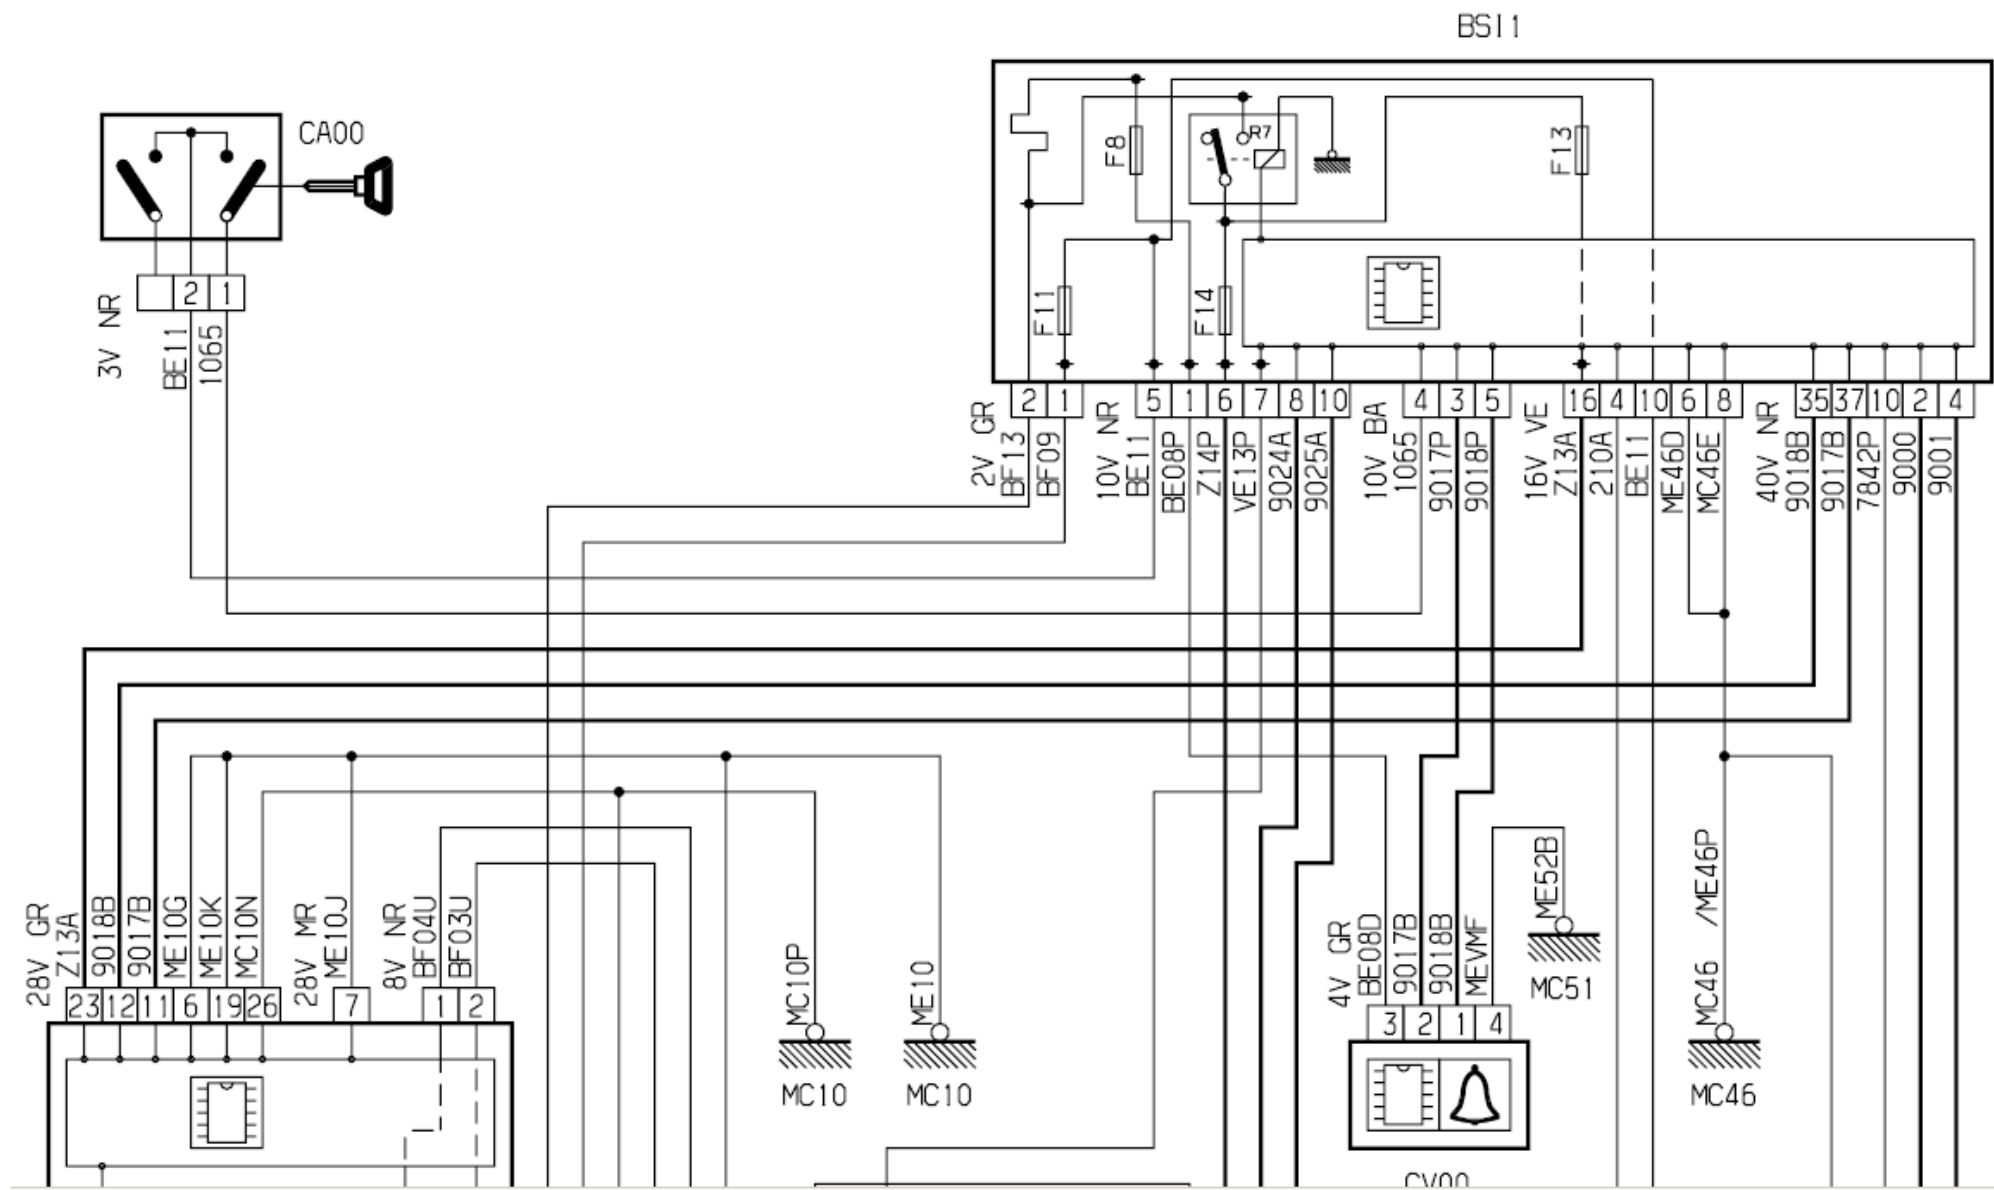 BSI1
CA00
F8
R7
F13
F11
F14
3V NR
2
1
BE11
1065
2V GR
2
1
BF13
BF09
10V NR
5
1
6
7
8
10
BE11
BE08P
Z14P
VE13P
9024A
9025A
10V BA
4
3
5
1065
9017P
9018P
16V VE
16
4
10
6
8
Z13A
210A
BE11
ME46D
MC46E
40V NR
35
37
10
2
4
9018B
9017B
7842P
9000
9001
28V GR
Z13A
9018B
9017B
ME10G
ME10K
MC10N
23
12
11
6
19
26
28V MR
ME10J
7
8V NR
BF04U
BF03U
1
2
MC10P
MC10
ME10
MC10
4V GR
BE08D
9017B
9018B
MEVMF
3
2
1
4
ME52B
MC51
MC46 /ME46P
MC46
CV00